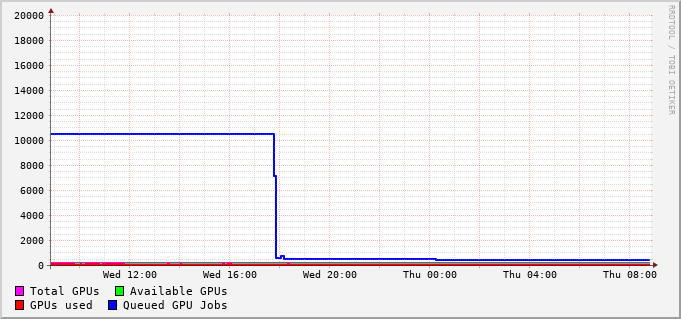 20000
18000
16000
14000
12000
10000
8000
6000
4000
2000
0
Wed 12:00 Wed 16:00 Wed 20:00 Thu 00:00 Thu 04:00 Thu 08:00
Total GPUs Available GPUs
GPUs used Queued GPU Jobs
RRDTOOL / TOBI OETIKER